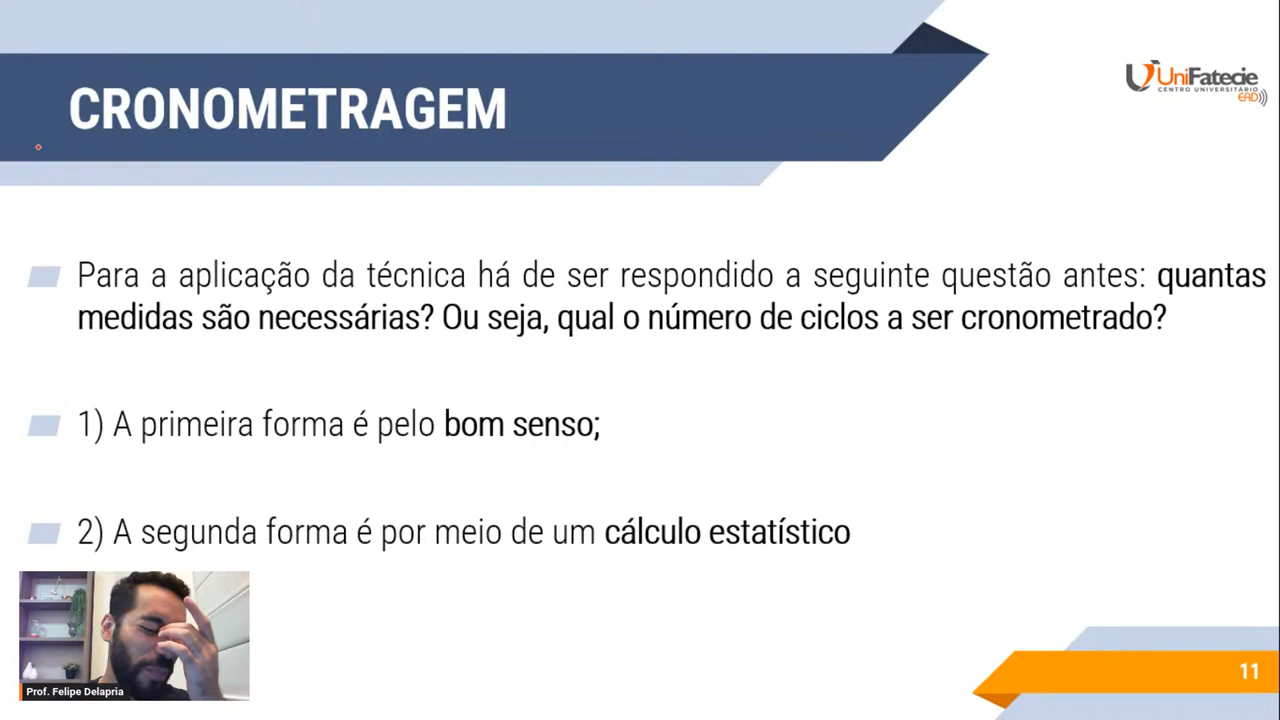 CRONOMETRAGEM
UniFatecie
CENTRO UNIVERSITÁRIO
EAD
Para a aplicação da técnica há de ser respondido a seguinte questão antes: quantas
medidas são necessárias? Ou seja, qual o número de ciclos a ser cronometrado?
1) A primeira forma é pelo bom senso;
2) A segunda forma é por meio de um cálculo estatístico
Prof. Felipe Delapria
11